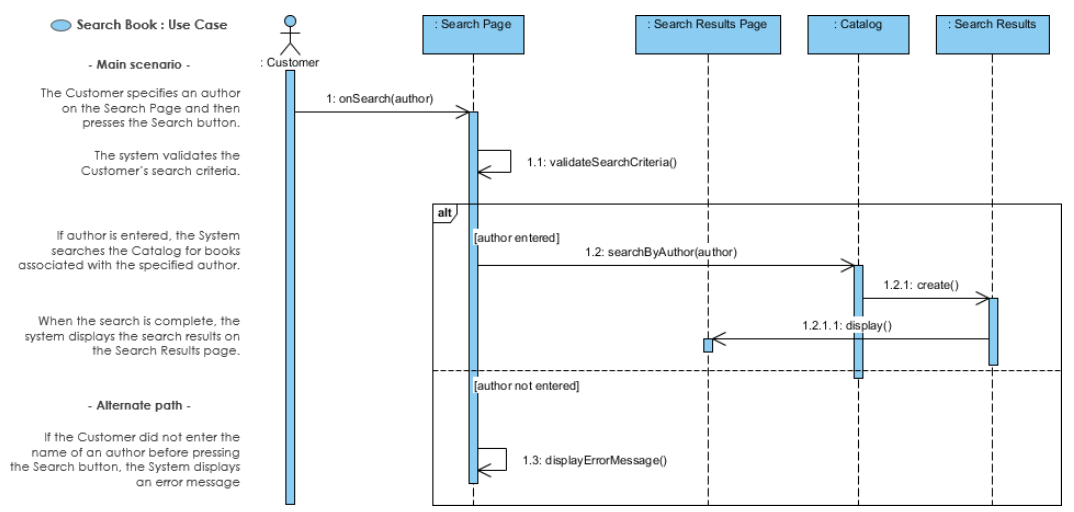 Search Book : Use Case
- Main scenario -
The Customer specifies an author
on the Search Page and then
presses the Search button.
The system validates the
Customer's search criteria.
If author is entered, the System
searches the Catalog for books
associated with the specified author.
When the search is complete, the
system displays the search results on
the Search Results page.
- Alternate path -
If the Customer did not enter the
name of an author before pressing
the Search button, the System displays
an error message
: Customer
: Search Page
: Search Results Page
: Catalog
: Search Results
1: onSearch(author)
1.1: validateSearchCriteria()
alt
[author entered]
1.2: searchByAuthor(author)
1.2.1: create()
1.2.1.1: display()
[author not entered]
1.3: displayErrorMessage()